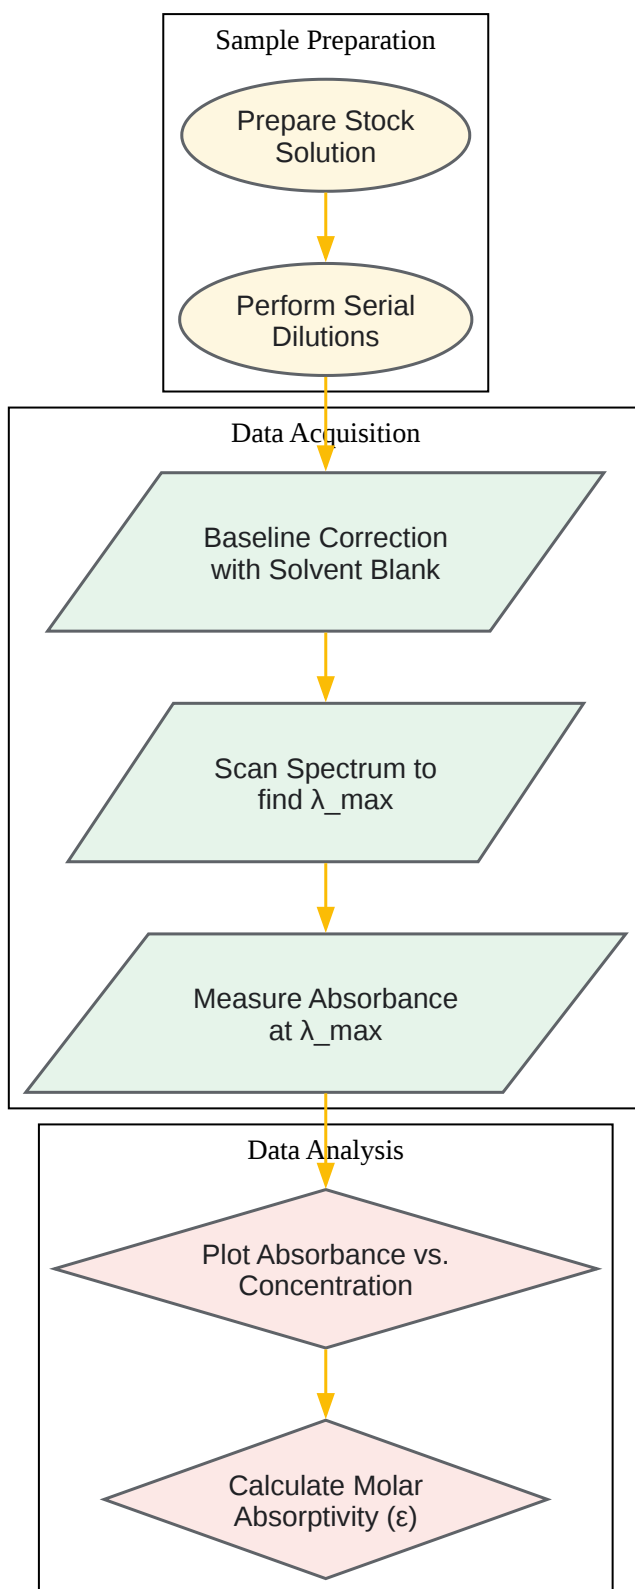 Sample Preparation
Prepare Stock
Solution
Perform Serial
Dilutions
Data Acquisition
Baseline Correction
with Solvent Blank
Scan Spectrum to
find λ_max
Measure Absorbance
at λ_max
Data Analysis
Plot Absorbance vs.
Concentration
Calculate Molar
Absorptivity (ε)